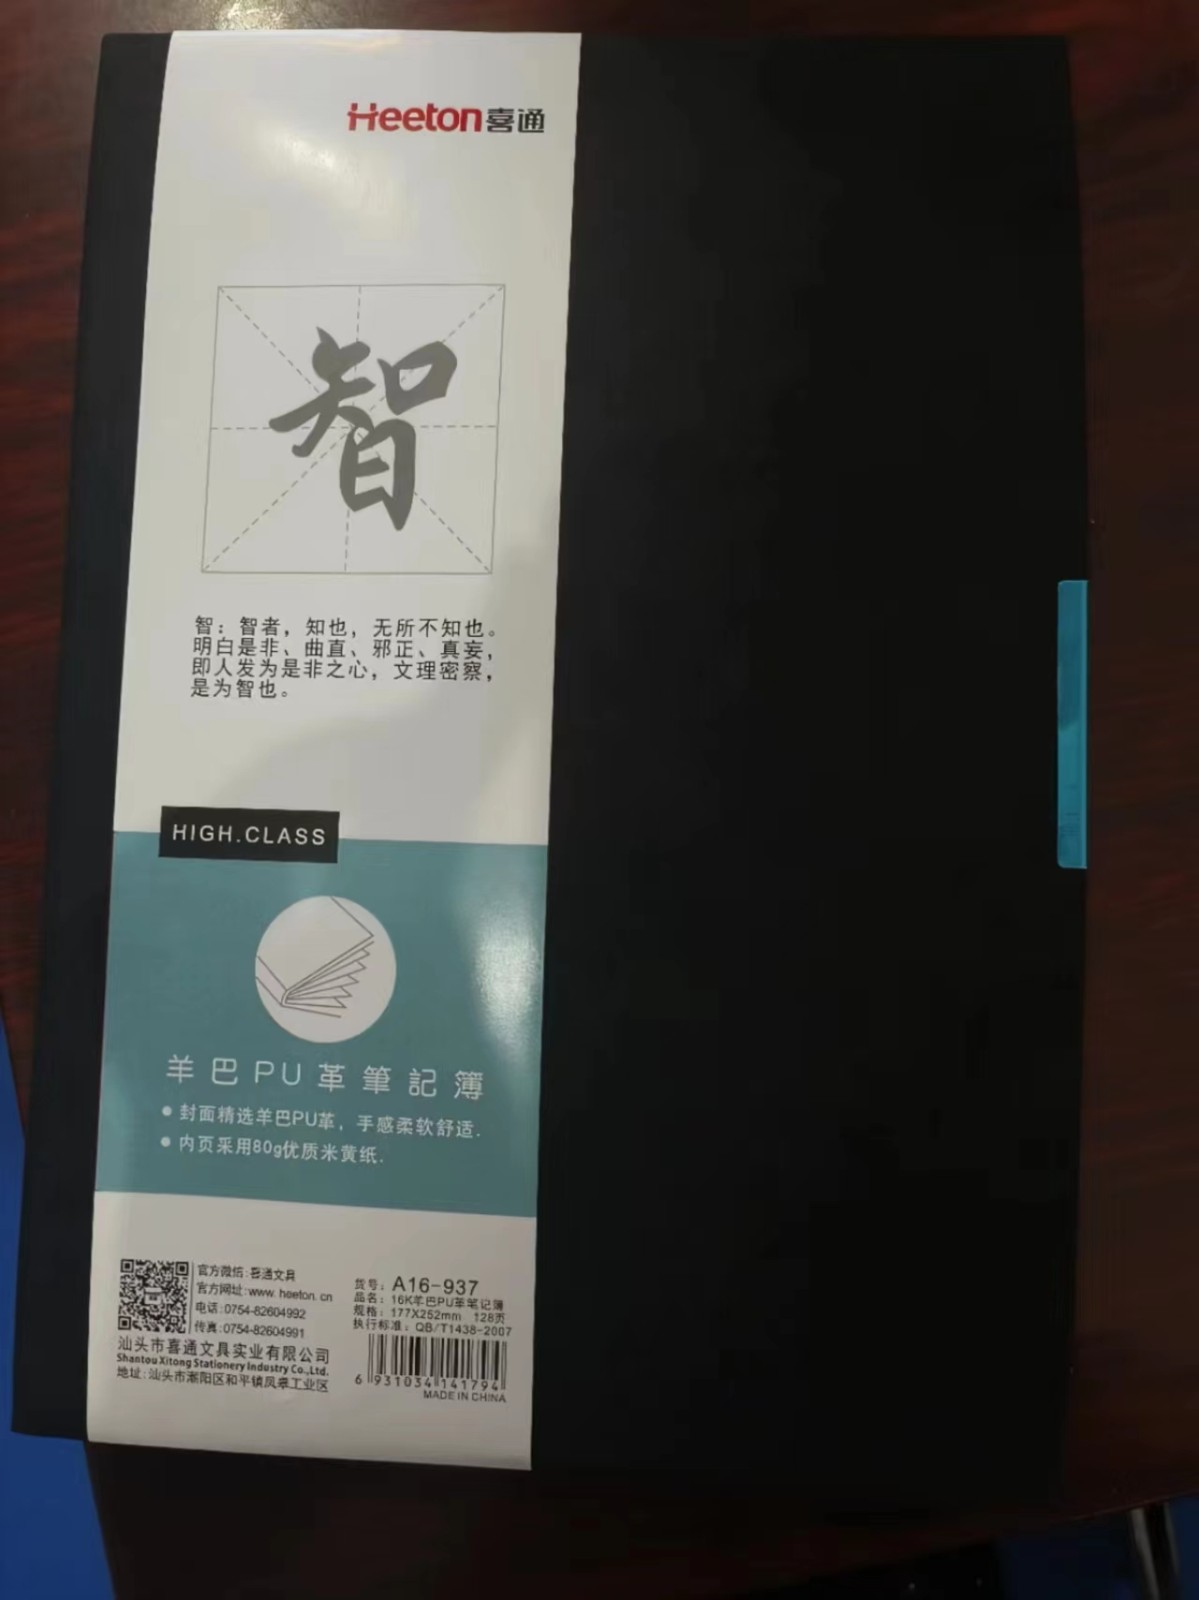 Heeton喜通
智
智：智者，知也，无所不知也。
明白是非、曲直、邪正、真妄，
即人发为是非之心，文理密察，
是为智也。
HIGH.CLASS
羊巴PU革筆記簿
● 封面精选羊巴PU革，手感柔软舒适.
● 内页采用80g优质米黄纸.
官方微信:喜通文具
官方网址:www.heeton.cn
电话:0754-82604992
传真:0754-82604991
汕头市喜通文具实业有限公司
Shantou Xitong Stationery Industry Co.,Ltd.
地址:汕头市潮阳区和平镇凤皋工业区
货号: A16-937
品名: 16K羊巴PU革笔记簿
规格: 177X252mm 128页
执行标准: QB/T1438-2007
6 931034 141794
MADE IN CHINA